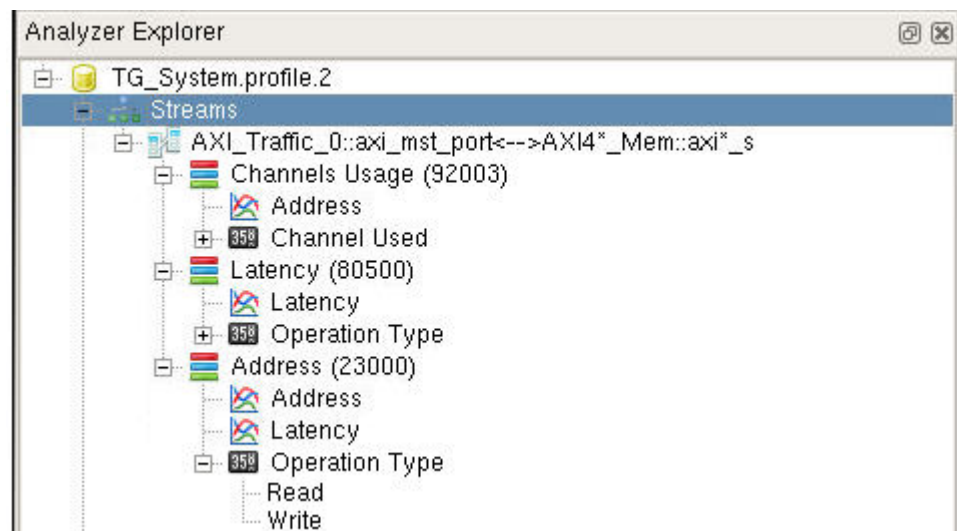 Analyzer Explorer
TG_System.profile.2
Streams
AXI_Traffic_0::axi_mst_port<-->AXI4*_Mem::axi*_s
Channels Usage (92003)
Address
Channel Used
Latency (80500)
Latency
Operation Type
Address (23000)
Address
Latency
Operation Type
Read
Write